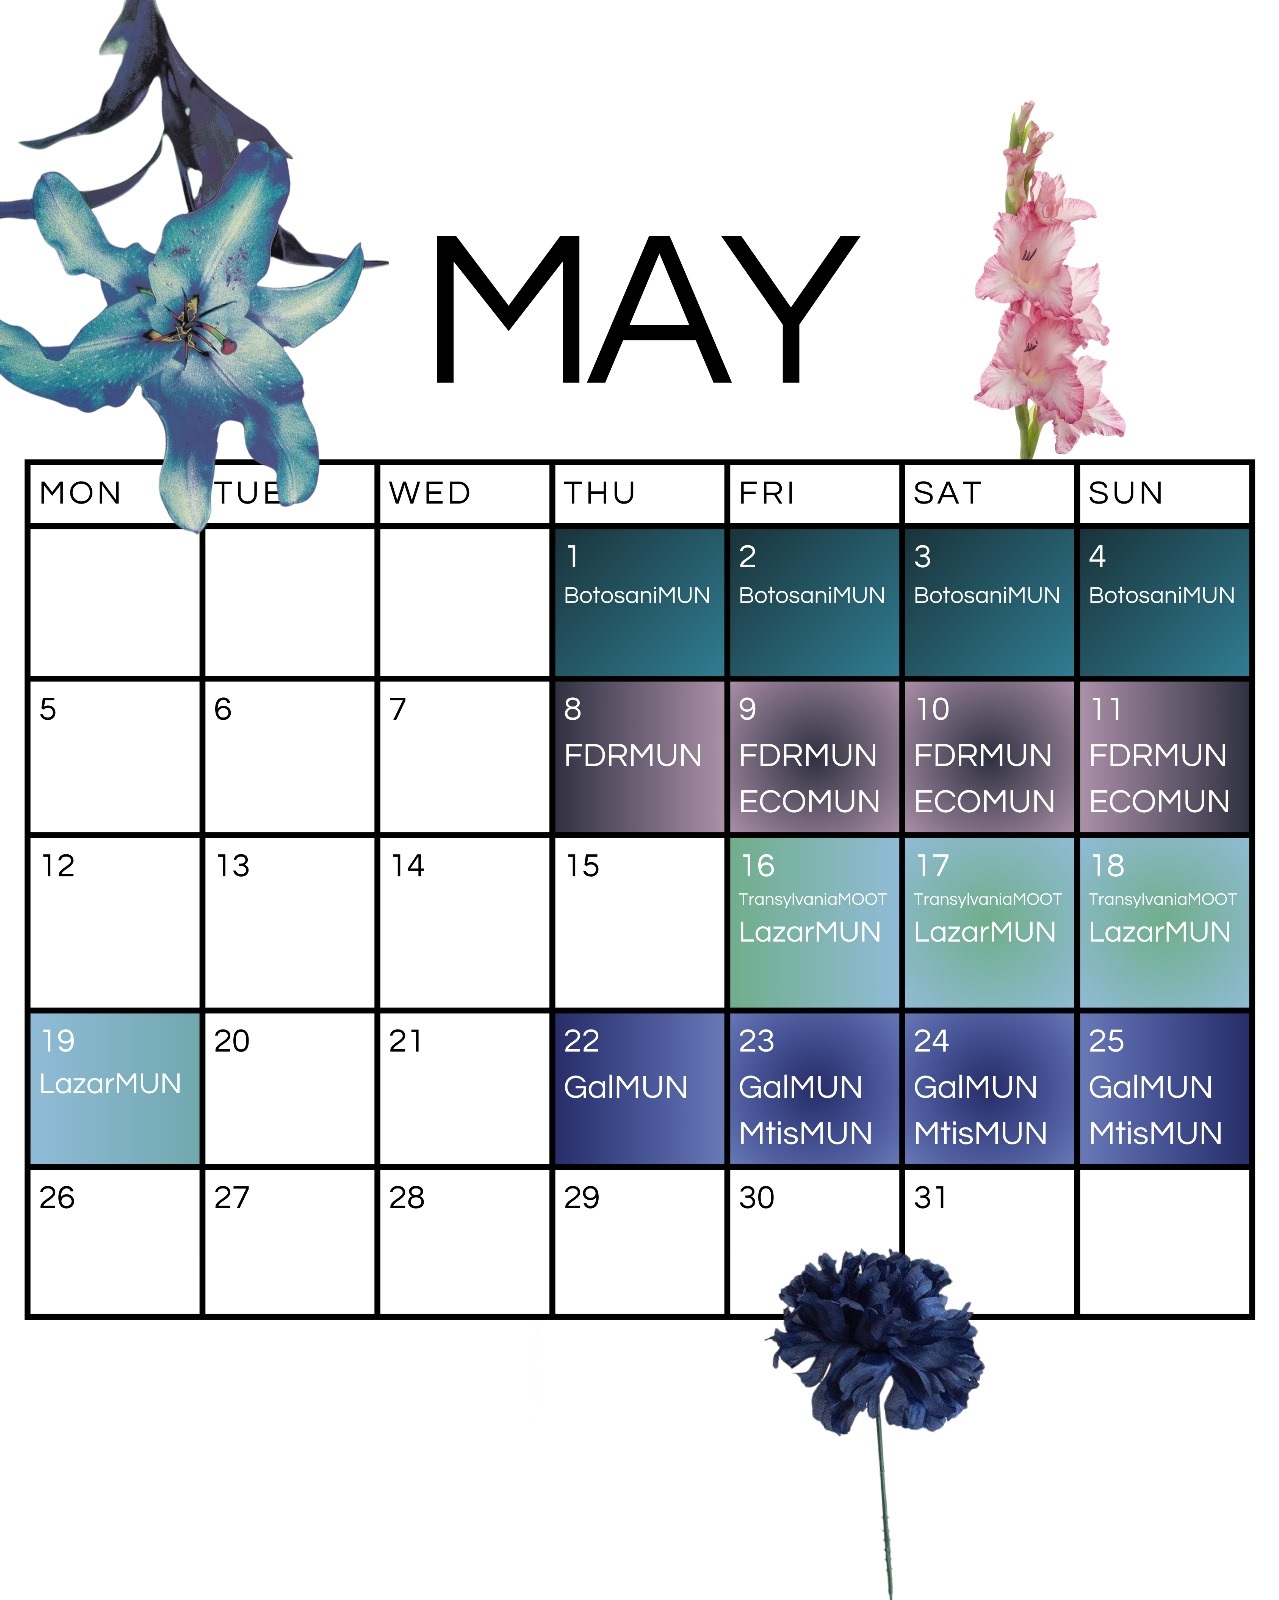 MAY
MON TUE WED THU FRI SAT SUN
1 2 3 4
BotosaniMUN BotosaniMUN BotosaniMUN BotosaniMUN
5 6 7 8 9 10 11
FDRMUN FDRMUN FDRMUN FDRMUN
ECOMUN ECOMUN ECOMUN
12 13 14 15 16 17 18
TransylvaniaMOOT TransylvaniaMOOT TransylvaniaMOOT
LazarMUN LazarMUN LazarMUN
19 20 21 22 23 24 25
LazarMUN GalMUN GalMUN GalMUN GalMUN
MtisMUN MtisMUN MtisMUN
26 27 28 29 30 31